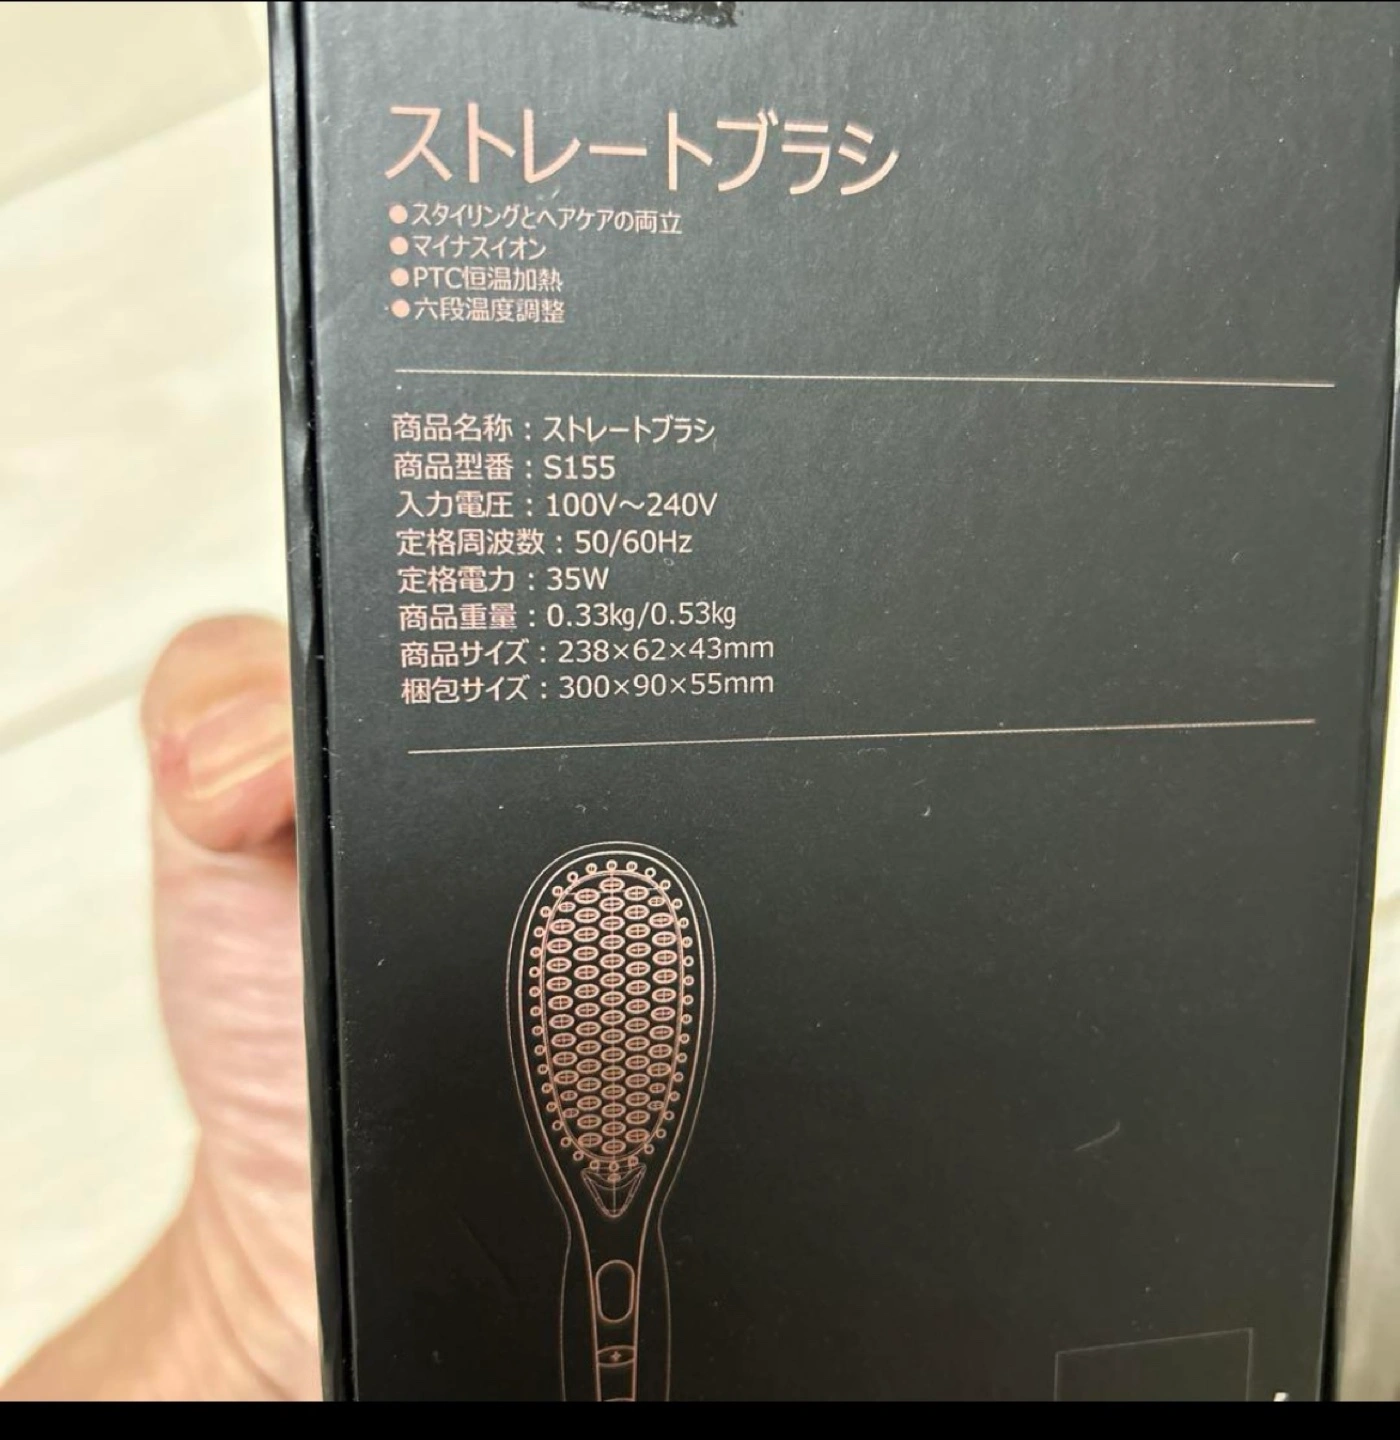 ストレートブラシ
●スタイリングとヘアケアの両立
●マイナスイオン
●PTC恒温加熱
●六段温度調整
商品名称：ストレートブラシ
商品型番：S155
入力電圧：100V～240V
定格周波数：50/60Hz
定格電力：35W
商品重量：0.33kg/0.53kg
商品サイズ：238×62×43mm
梱包サイズ：300×90×55mm